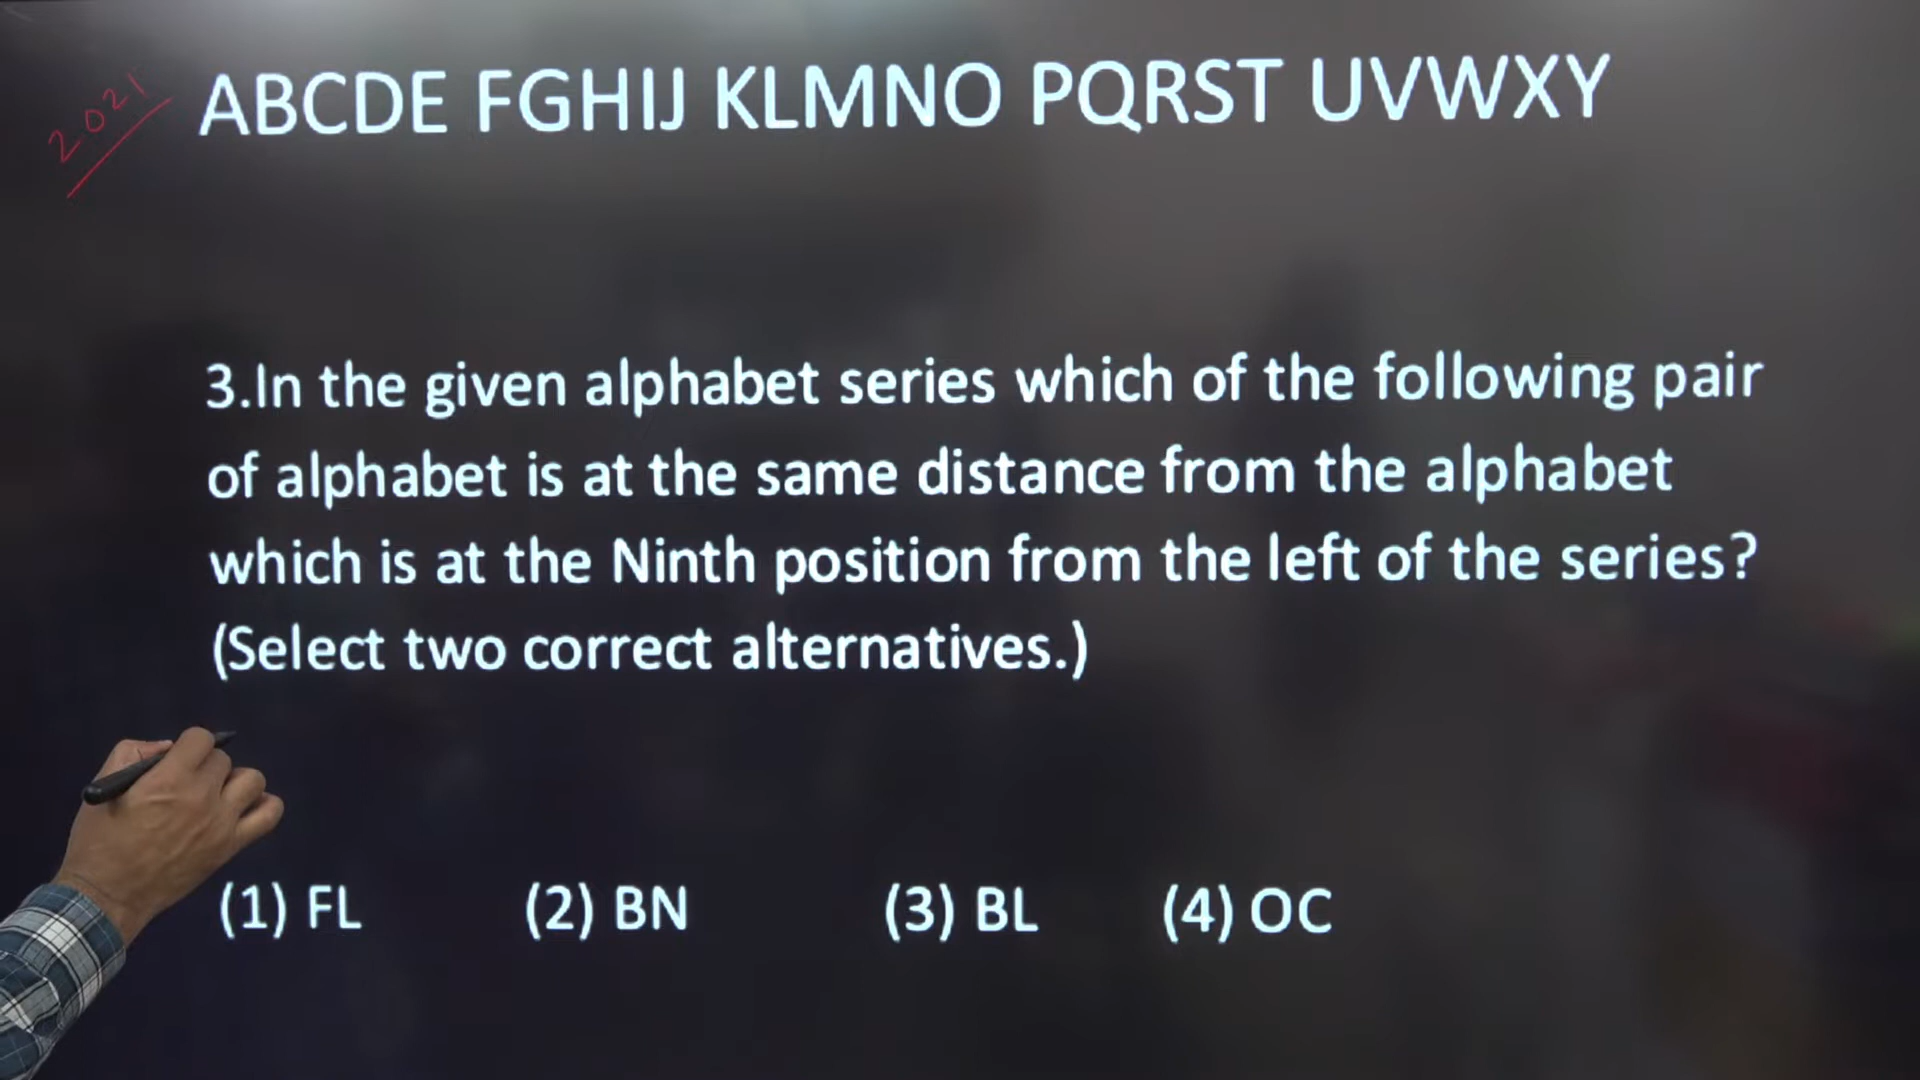 2021
ABCDE FGHIJ KLMNO PQRST UVWXY
3.In the given alphabet series which of the following pair
of alphabet is at the same distance from the alphabet
which is at the Ninth position from the left of the series?
(Select two correct alternatives.)
(1) FL (2) BN (3) BL (4) OC